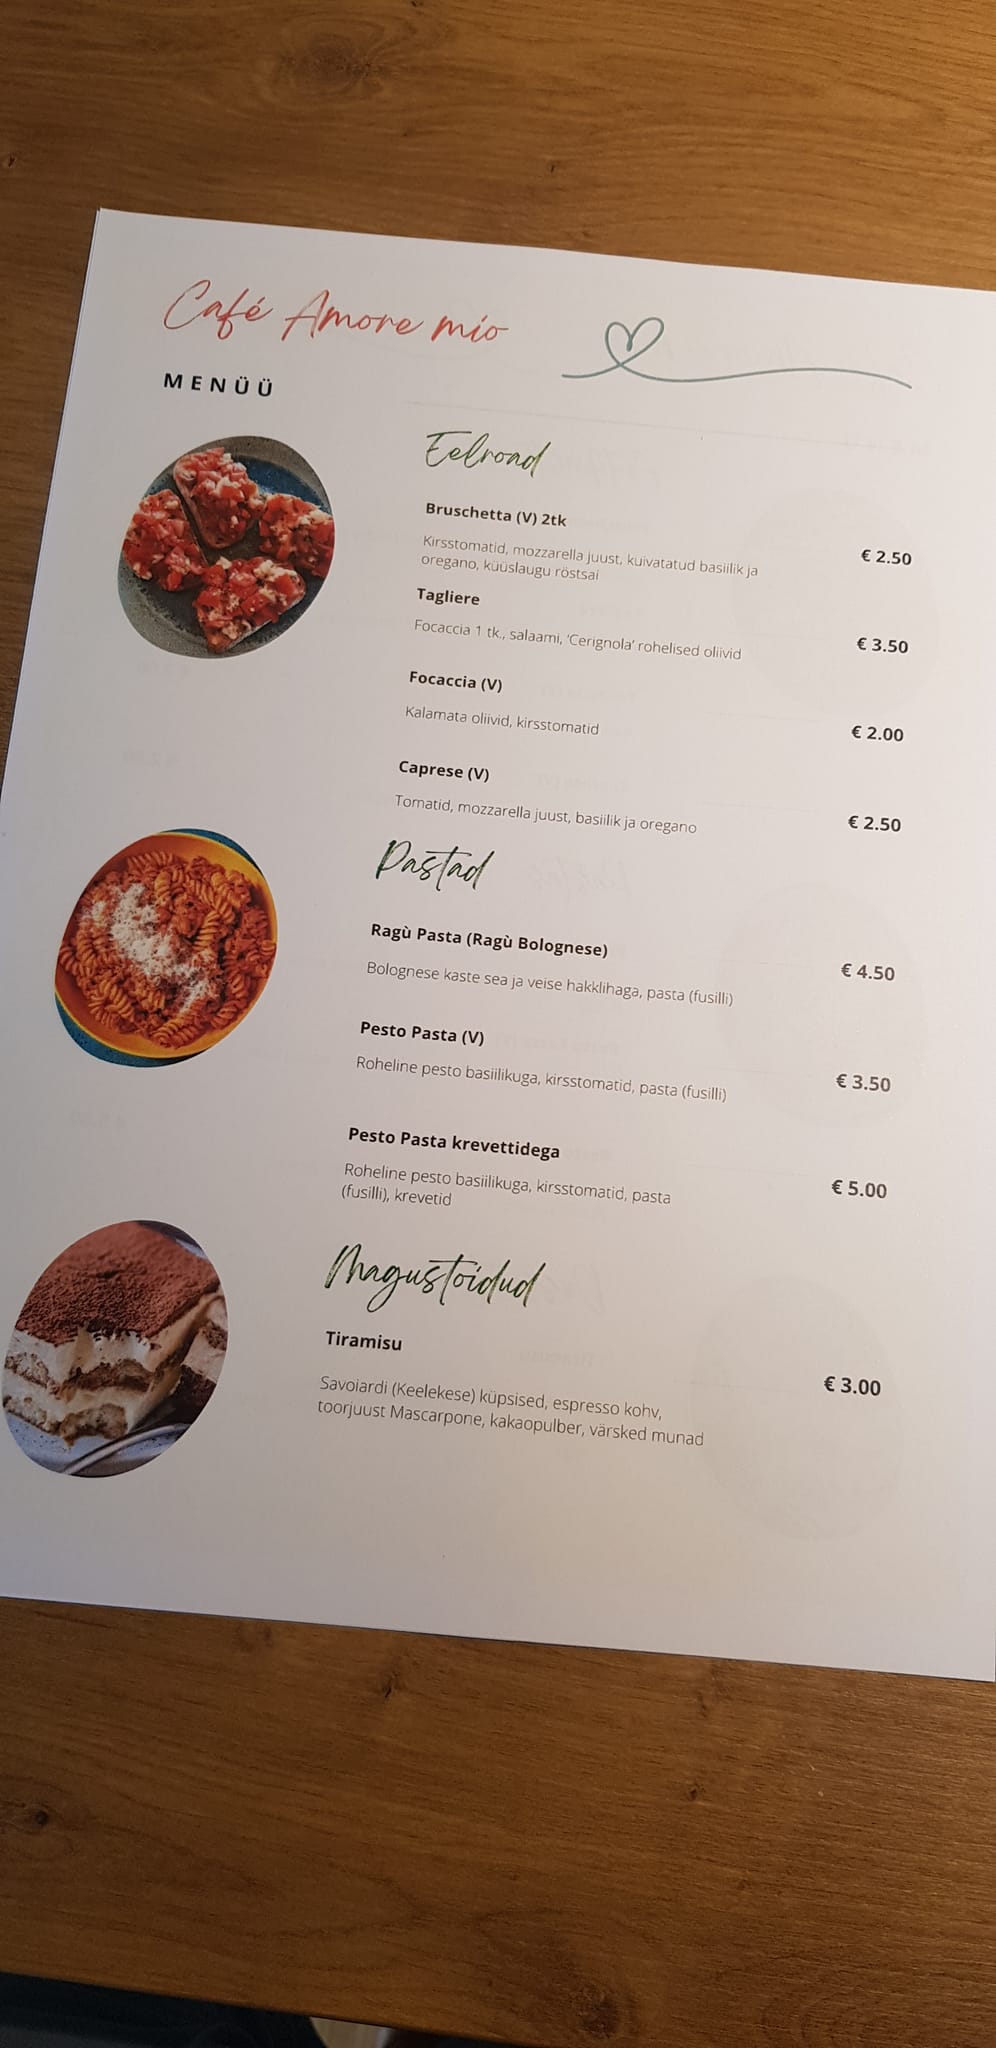 Café Amore mio
MENÜÜ
Eelroad
Bruschetta (V) 2tk
Kirsstomatid, mozzarella juust, kuivatatud basiilik ja
oregano, küüslaugu röstsai
€ 2.50
Tagliere
Focaccia 1 tk., salaami, 'Cerignola' rohelised oliivid
€ 3.50
Focaccia (V)
Kalamata oliivid, kirsstomatid
€ 2.00
Caprese (V)
Tomatid, mozzarella juust, basiilik ja oregano
€ 2.50
Pastad
Ragù Pasta (Ragù Bolognese)
Bolognese kaste sea ja veise hakklihaga, pasta (fusilli)
€ 4.50
Pesto Pasta (V)
Roheline pesto basiilikuga, kirsstomatid, pasta (fusilli)
€ 3.50
Pesto Pasta krevettidega
Roheline pesto basiilikuga, kirsstomatid, pasta
(fusilli), krevetid
€ 5.00
Magustoidud
Tiramisu
Savoiardi (Keelekese) küpsised, espresso kohv,
toorjuust Mascarpone, kakaopulber, värsked munad
€ 3.00